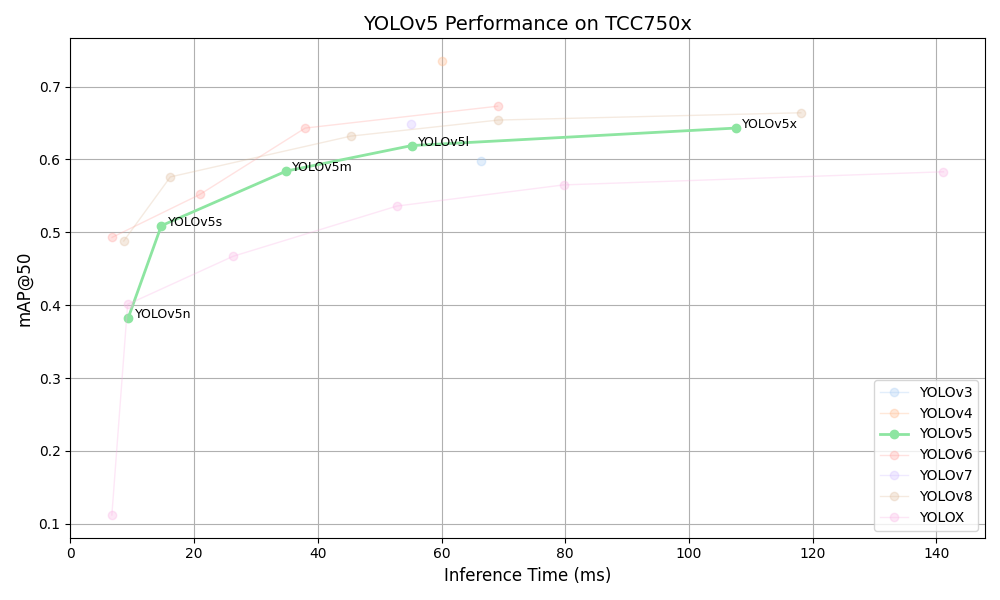 YOLOv5 Performance on TCC750x
mAP@50
0.7
0.6
0.5
0.4
0.3
0.2
0.1
YOLOv5n
YOLOv5s
YOLOv5m
YOLOv5l
YOLOv5x
YOLOv3
YOLOv4
YOLOv5
YOLOv6
YOLOv7
YOLOv8
YOLOX
0 20 40 60 80 100 120 140
Inference Time (ms)